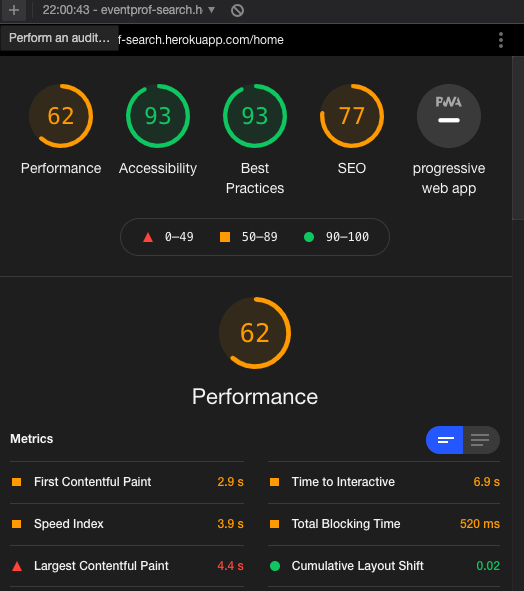 22:00:43 - eventprof-search.h
Perform an audit... f-search.herokuapp.com/home
62 93 93 77 PWA
Performance Accessibility Best Practices SEO progressive web app
0–49 50–89 90–100
62
Performance
Metrics
First Contentful Paint 2.9 s Time to Interactive 6.9 s
Speed Index 3.9 s Total Blocking Time 520 ms
Largest Contentful Paint 4.4 s Cumulative Layout Shift 0.02